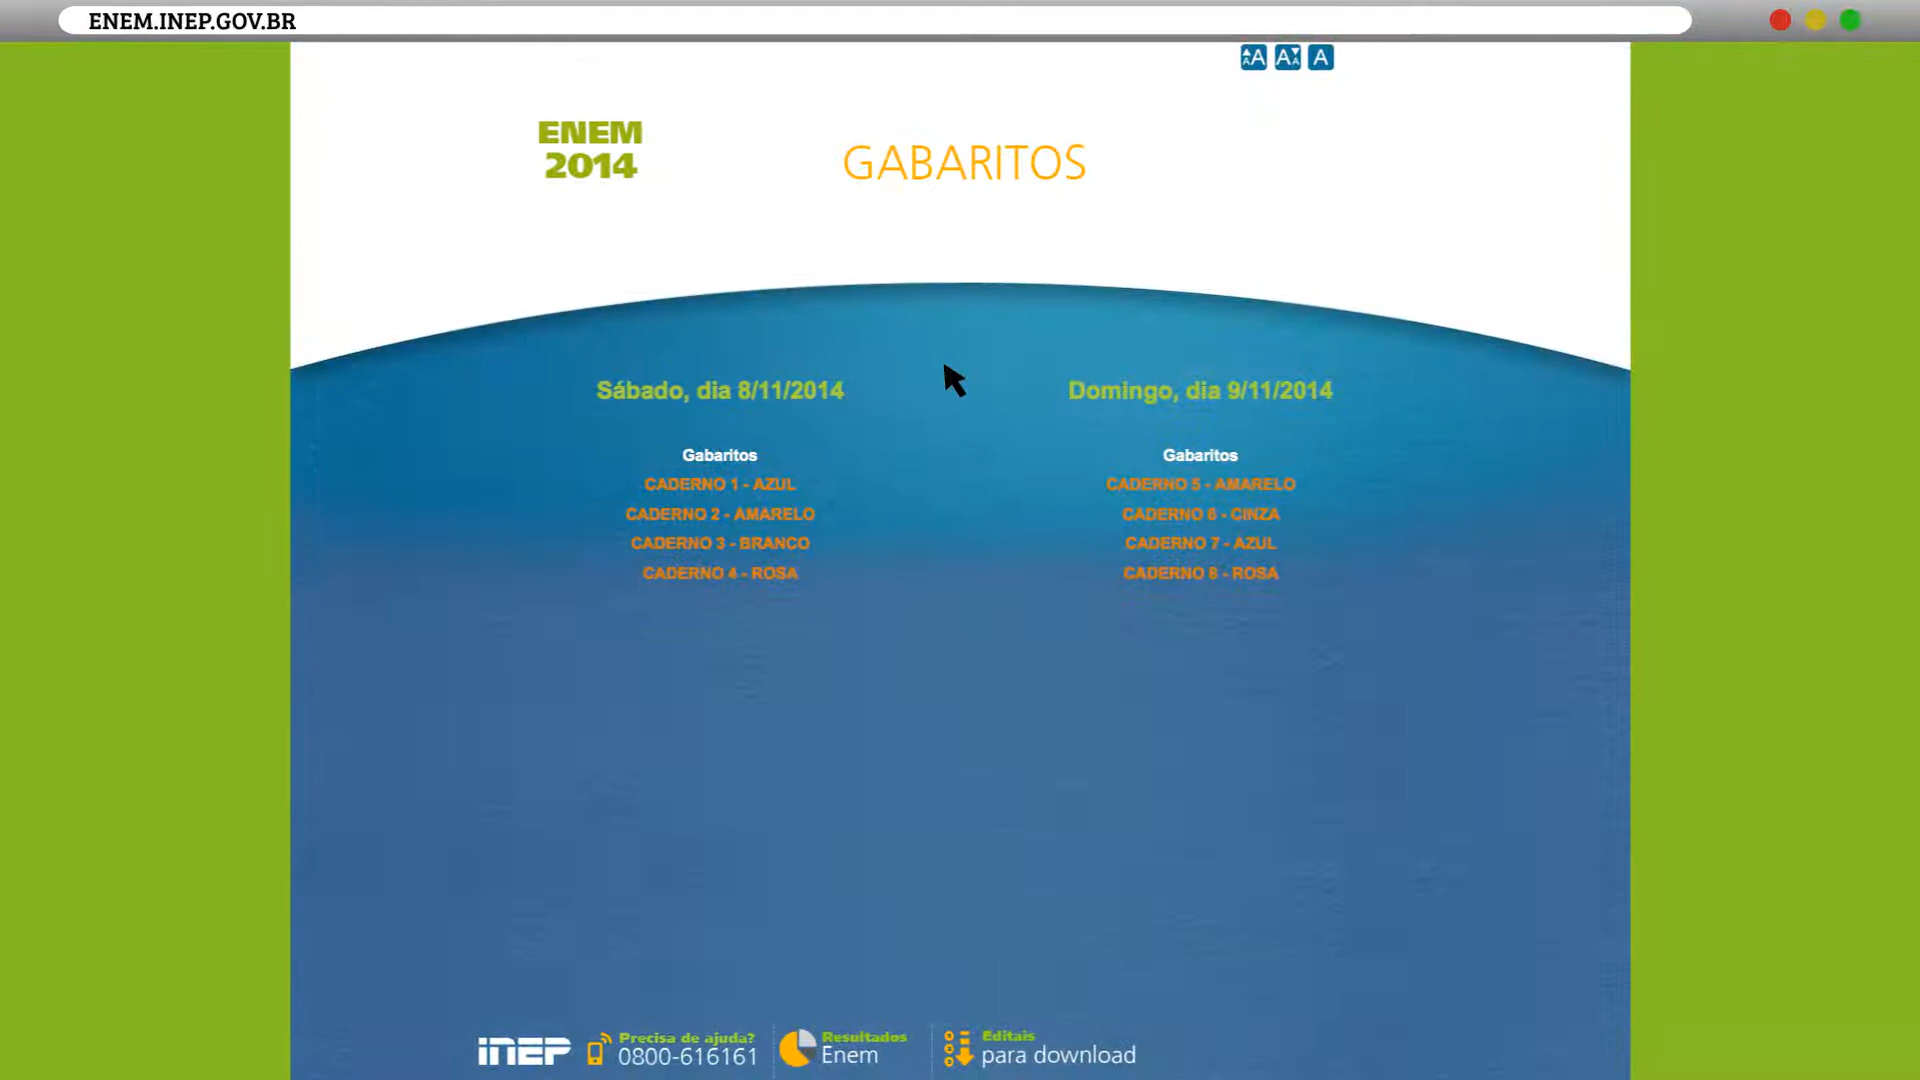 ENEM.INEP.GOV.BR
A A A A A
ENEM
2014
GABARITOS
Sábado, dia 8/11/2014
Gabaritos
CADERNO 1 - AZUL
CADERNO 2 - AMARELO
CADERNO 3 - BRANCO
CADERNO 4 - ROSA
Domingo, dia 9/11/2014
Gabaritos
CADERNO 5 - AMARELO
CADERNO 6 - CINZA
CADERNO 7 - AZUL
CADERNO 8 - ROSA
INEP
Precisa de ajuda?
0800-616161
Resultados
Enem
Editais
para download